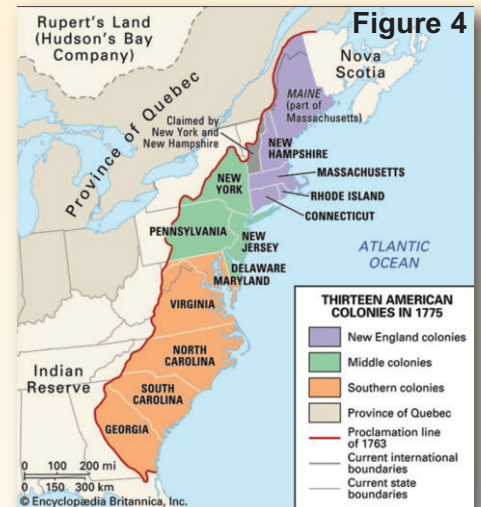 Figure 4
Rupert's Land
(Hudson's Bay
Company)
Nova
Scotia
MAINE
(part of
Massachusetts)
Province of Quebec
Claimed by
New York and
New Hampshire
NEW
HAMPSHIRE
MASSACHUSETTS
NEW
YORK
RHODE ISLAND
CONNECTICUT
PENNSYLVANIA
NEW
JERSEY
ATLANTIC
OCEAN
DELAWARE
MARYLAND
VIRGINIA
THIRTEEN AMERICAN
COLONIES IN 1775
New England colonies
Middle colonies
Southern colonies
Province of Quebec
Proclamation line
of 1763
Current international
boundaries
Current state
boundaries
NORTH
CAROLINA
Indian
Reserve
SOUTH
CAROLINA
GEORGIA
0 100 200 mi
0 150 300 km
© Encyclopædia Britannica, Inc.